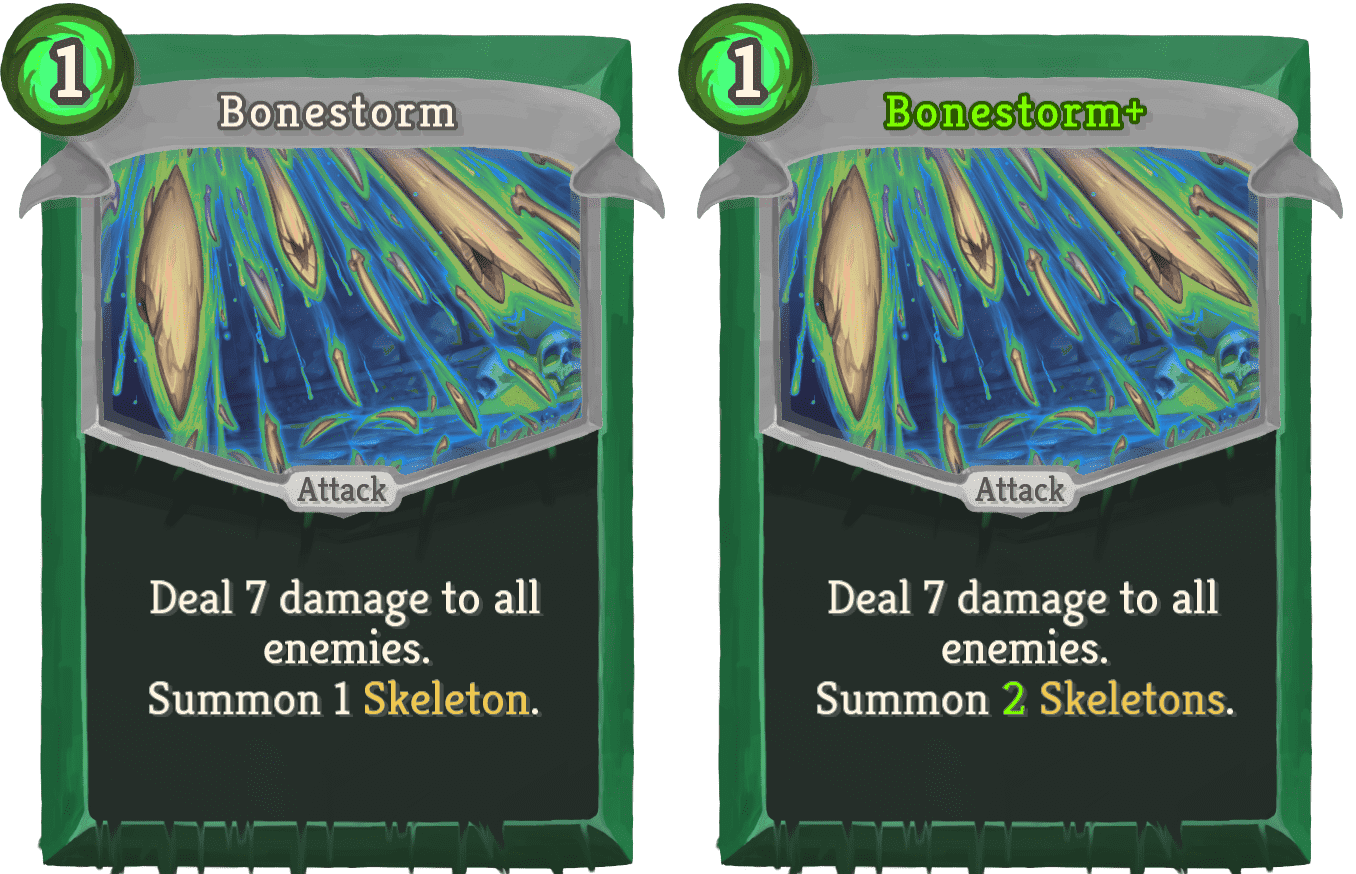 1
Bonestorm
Attack
Deal 7 damage to all
enemies.
Summon 1 Skeleton.
1
Bonestorm+
Attack
Deal 7 damage to all
enemies.
Summon 2 Skeletons.